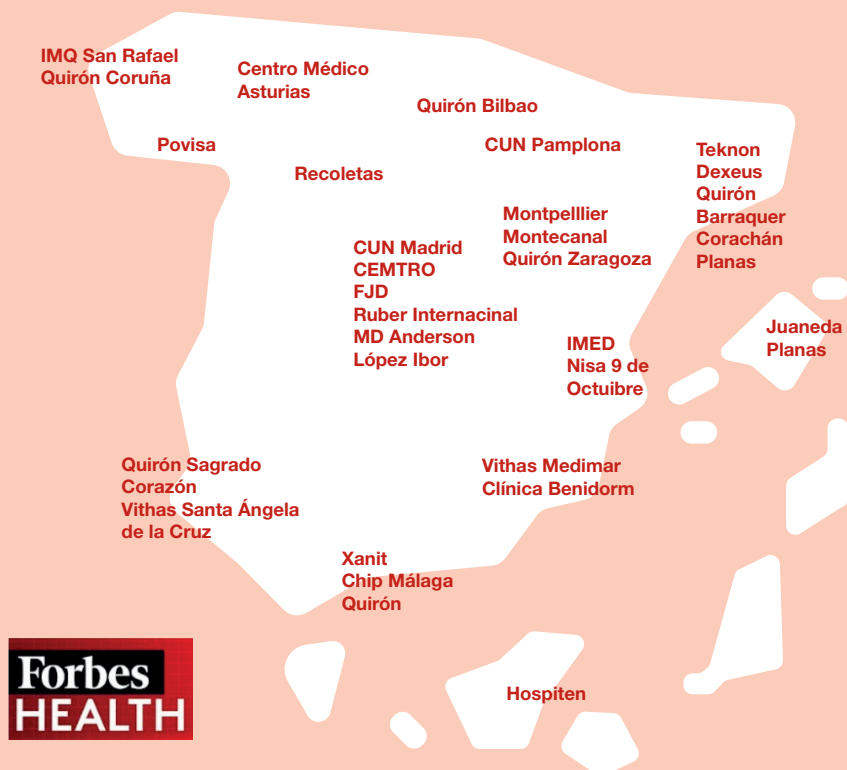 IMQ San Rafael
Quirón Coruña
Centro Médico
Asturias
Quirón Bilbao
Povisa
CUN Pamplona
Recoletas
Teknon
Dexeus
Quirón
Barraquer
Corachán
Planas
Montpelllier
Montecanal
Quirón Zaragoza
CUN Madrid
CEMTRO
FJD
Ruber Internacinal
MD Anderson
López Ibor
Juaneda
Planas
IMED
Nisa 9 de
Octuibre
Quirón Sagrado
Corazón
Vithas Santa Ángela
de la Cruz
Vithas Medimar
Clínica Benidorm
Xanit
Chip Málaga
Quirón
Hospiten
Forbes
HEALTH